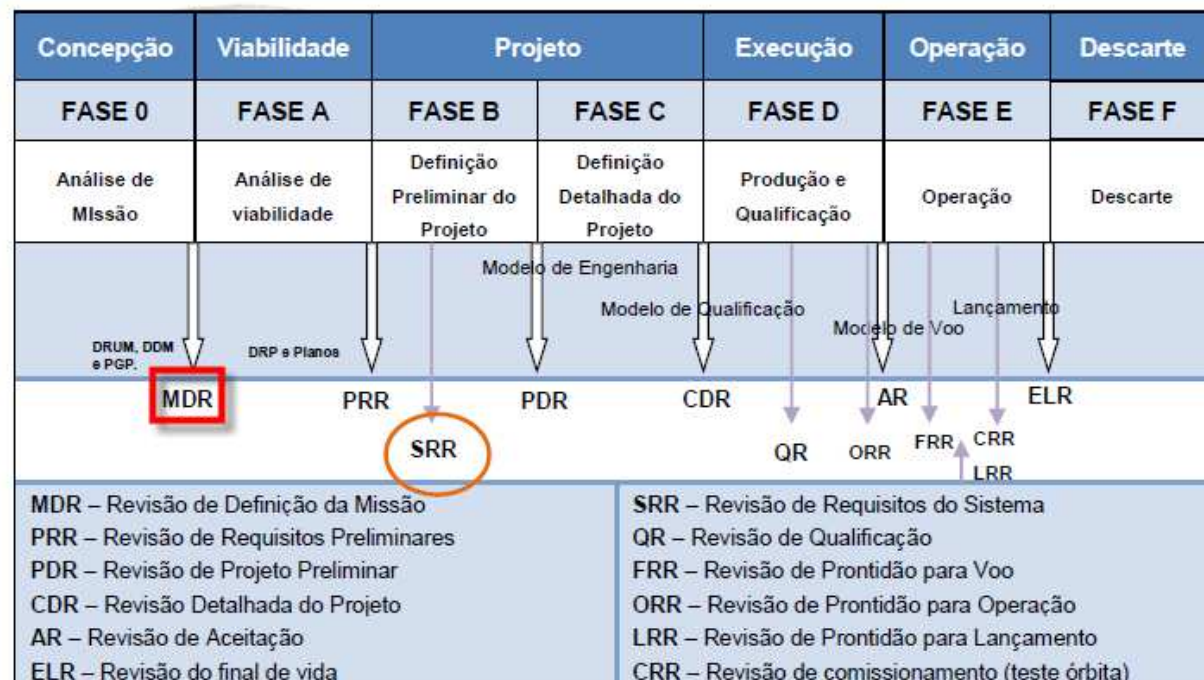 Concepção Viabilidade Projeto Execução Operação Descarte
FASE 0 FASE A FASE B FASE C FASE D FASE E FASE F
Análise de MIssão
Análise de viabilidade
Definição Preliminar do Projeto
Definição Detalhada do Projeto
Produção e Qualificação
Operação
Descarte
Modelo de Engenharia
Modelo de Qualificação
Lançamento
Modelo de Voo
DRUM, DDM
e PGP.
DRP e Planos
MDR PRR PDR CDR AR ELR
SRR QR ORR FRR CRR
LRR
MDR – Revisão de Definição da Missão
PRR – Revisão de Requisitos Preliminares
PDR – Revisão de Projeto Preliminar
CDR – Revisão Detalhada do Projeto
AR – Revisão de Aceitação
ELR – Revisão do final de vida
SRR – Revisão de Requisitos do Sistema
QR – Revisão de Qualificação
FRR – Revisão de Prontidão para Voo
ORR – Revisão de Prontidão para Operação
LRR – Revisão de Prontidão para Lançamento
CRR – Revisão de comissionamento (teste órbita)